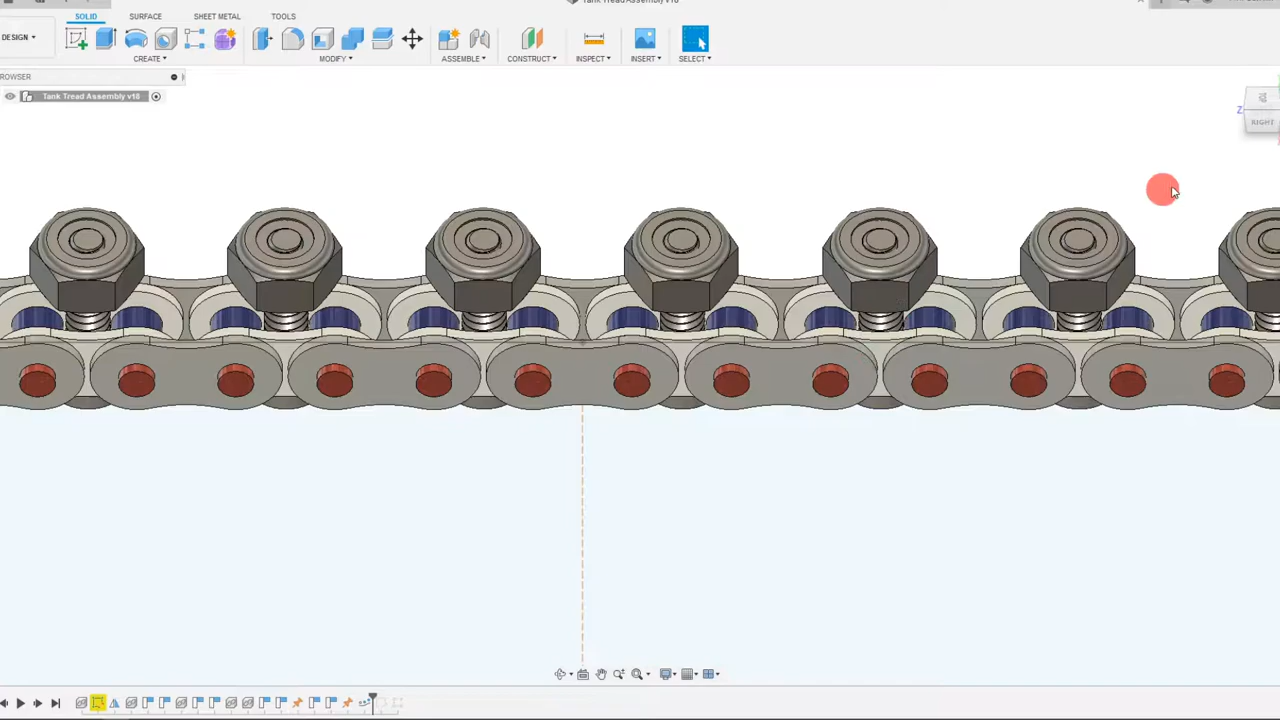 Tank Tread Assembly v18
SOLID SURFACE SHEET METAL TOOLS
DESIGN
CREATE MODIFY ASSEMBLE CONSTRUCT INSPECT INSERT SELECT
ROWSER
Tank Tread Assembly v18
Z
RIGHT